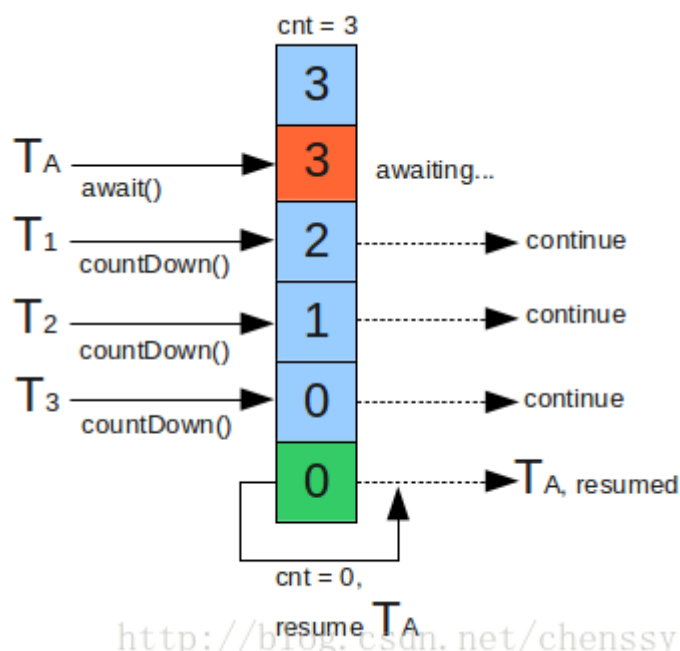 cnt = 3
3
TA await() 3 awaiting...
T1 countDown() 2 continue
T2 countDown() 1 continue
T3 countDown() 0 continue
0 TA, resumed
cnt = 0,
resume TA
http://blog.csdn.net/chenssy